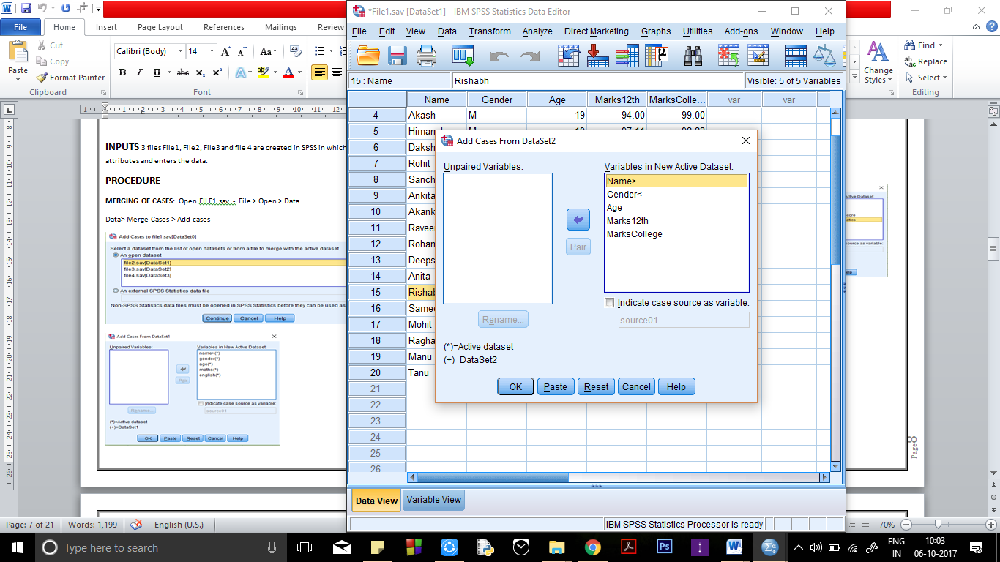 File
Home
Insert
Page Layout
References
Mailings
Review
Paste
Cut
Copy
Format Painter
Clipboard
Calibri (Body)
14
Font
Change
Styles
Find
Replace
Select
Editing
INPUTS 3 files File1, File2, File3 and file 4 are created in SPSS in which
attributes and enters the data.
PROCEDURE
MERGING OF CASES: Open FILE1.sav - File > Open > Data
Data> Merge Cases > Add cases
Add Cases to file1.sav[DataSet0]
Select a dataset from the list of open datasets or from a file to merge with the active dataset
An open dataset
file2.sav[DataSet1]
file3.sav[DataSet2]
file4.sav[DataSet3]
An external SPSS Statistics data file
Non-SPSS Statistics data files must be opened in SPSS Statistics before they can be used as
Continue Cancel Help
Add Cases From DataSet1
Unpaired Variables:
Variables in New Active Dataset:
name>(*)
gender(*)
age(*)
maths(*)
english(*)
Pair
Indicate case source as variable:
source01
Rename...
(*)=Active dataset
(+)=DataSet1
OK Paste Reset Cancel Help
*File1.sav [DataSet1] - IBM SPSS Statistics Data Editor
File Edit View Data Transform Analyze Direct Marketing Graphs Utilities Add-ons Window Help
15 : Name
Rishabh
Visible: 5 of 5 Variables
Name Gender Age Marks12th MarksColle... var var
4 Akash M 19 94.00 99.00
5
6 Daksh
7 Rohit
8 Sanch
9 Ankita
10 Akank
11 Ravee
12 Rohan
13 Deeps
14 Anita
15 Rishab
16 Samee
17 Mohit
18 Ragha
19 Manu
20 Tanu
21
22
23
24
25
26
Add Cases From DataSet2
Unpaired Variables:
Variables in New Active Dataset:
Name>
Gender<
Age
Marks12th
MarksCollege
Pair
Indicate case source as variable:
source01
Rename...
(*)=Active dataset
(+)=DataSet2
OK Paste Reset Cancel Help
Data View Variable View
IBM SPSS Statistics Processor is ready
Page 8
Page: 7 of 21
Words: 1,199
English (U.S.)
70%
Type here to search
ENG
IN
10:03
06-10-2017